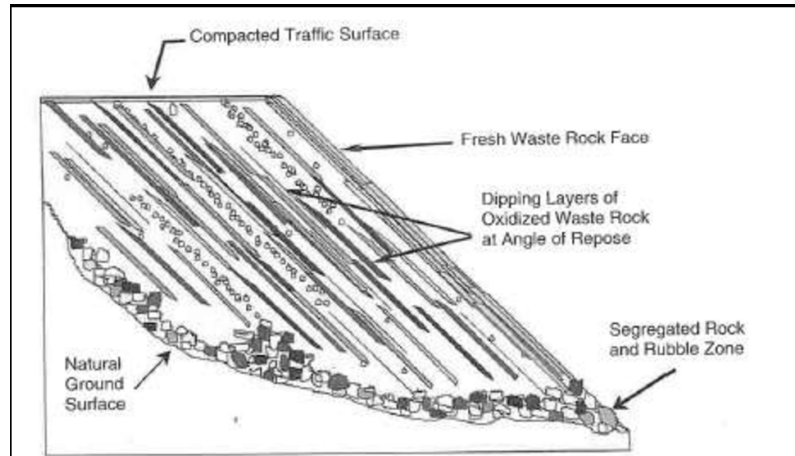 Compacted Traffic Surface
Fresh Waste Rock Face
Dipping Layers of
Oxidized Waste Rock
at Angle of Repose
Segregated Rock
and Rubble Zone
Natural
Ground
Surface